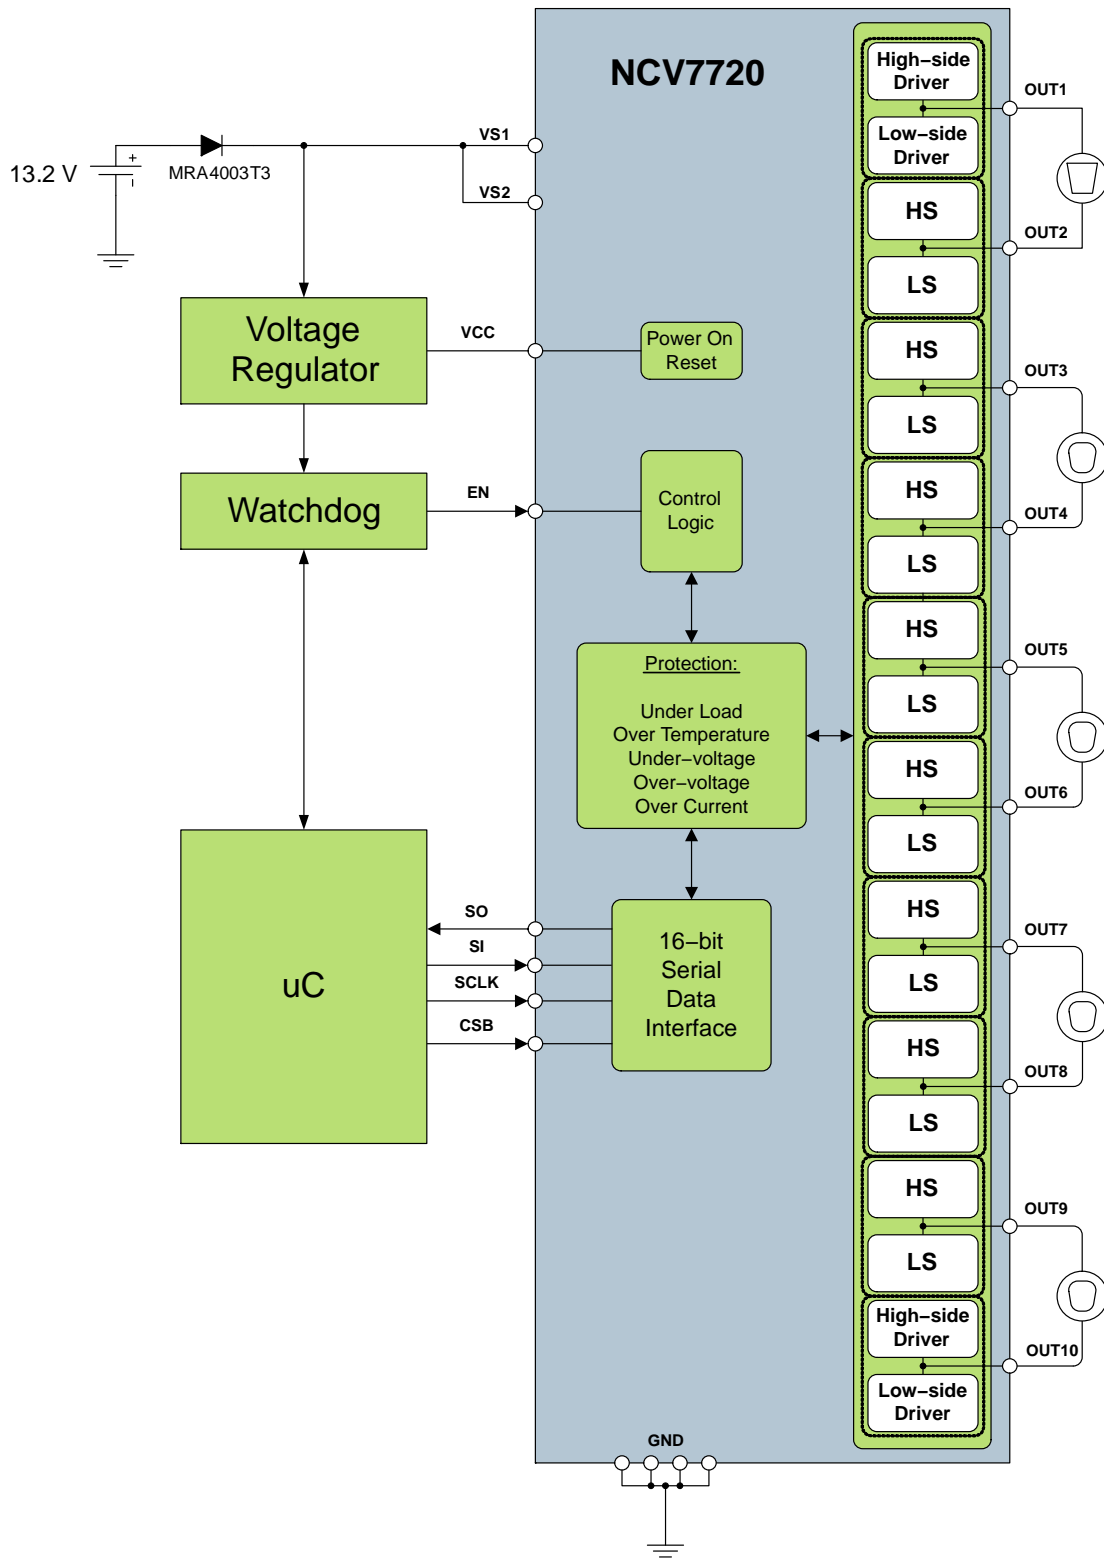 NCV7720
High−side
Driver
OUT1
Low−side
Driver
VS1
13.2 V
+
−
MRA4003T3
VS2
HS
OUT2
LS
Voltage
Regulator
VCC
Power On
Reset
HS
OUT3
LS
Watchdog
EN
Control
Logic
HS
OUT4
LS
Protection:
Under Load
Over Temperature
Under−voltage
Over−voltage
Over Current
HS
OUT5
LS
HS
OUT6
LS
uC
SO
SI
SCLK
CSB
16−bit
Serial
Data
Interface
HS
OUT7
LS
HS
OUT8
LS
HS
OUT9
LS
High−side
Driver
OUT10
Low−side
Driver
GND